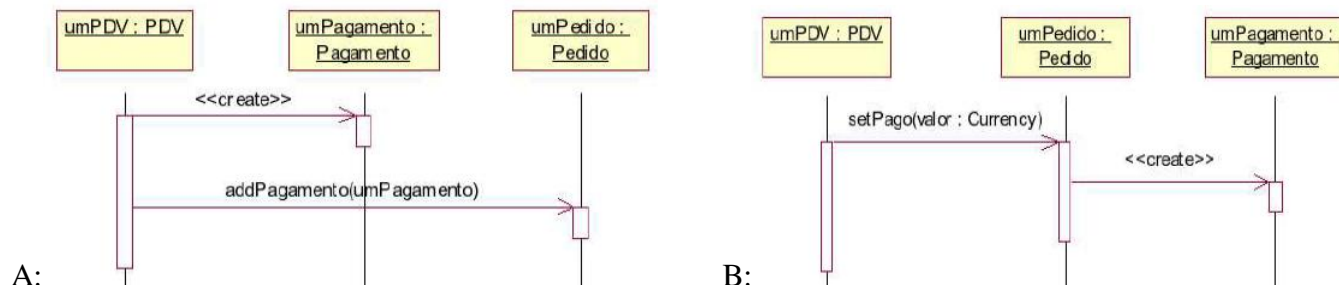 umPDV : PDV
umPagamento :
Pagamento
umPedido :
Pedido
<<create>>
addPagamento(umPagamento)
A:
umPDV : PDV
umPedido :
Pedido
umPagamento :
Pagamento
setPago(valor : Currency)
<<create>>
B: